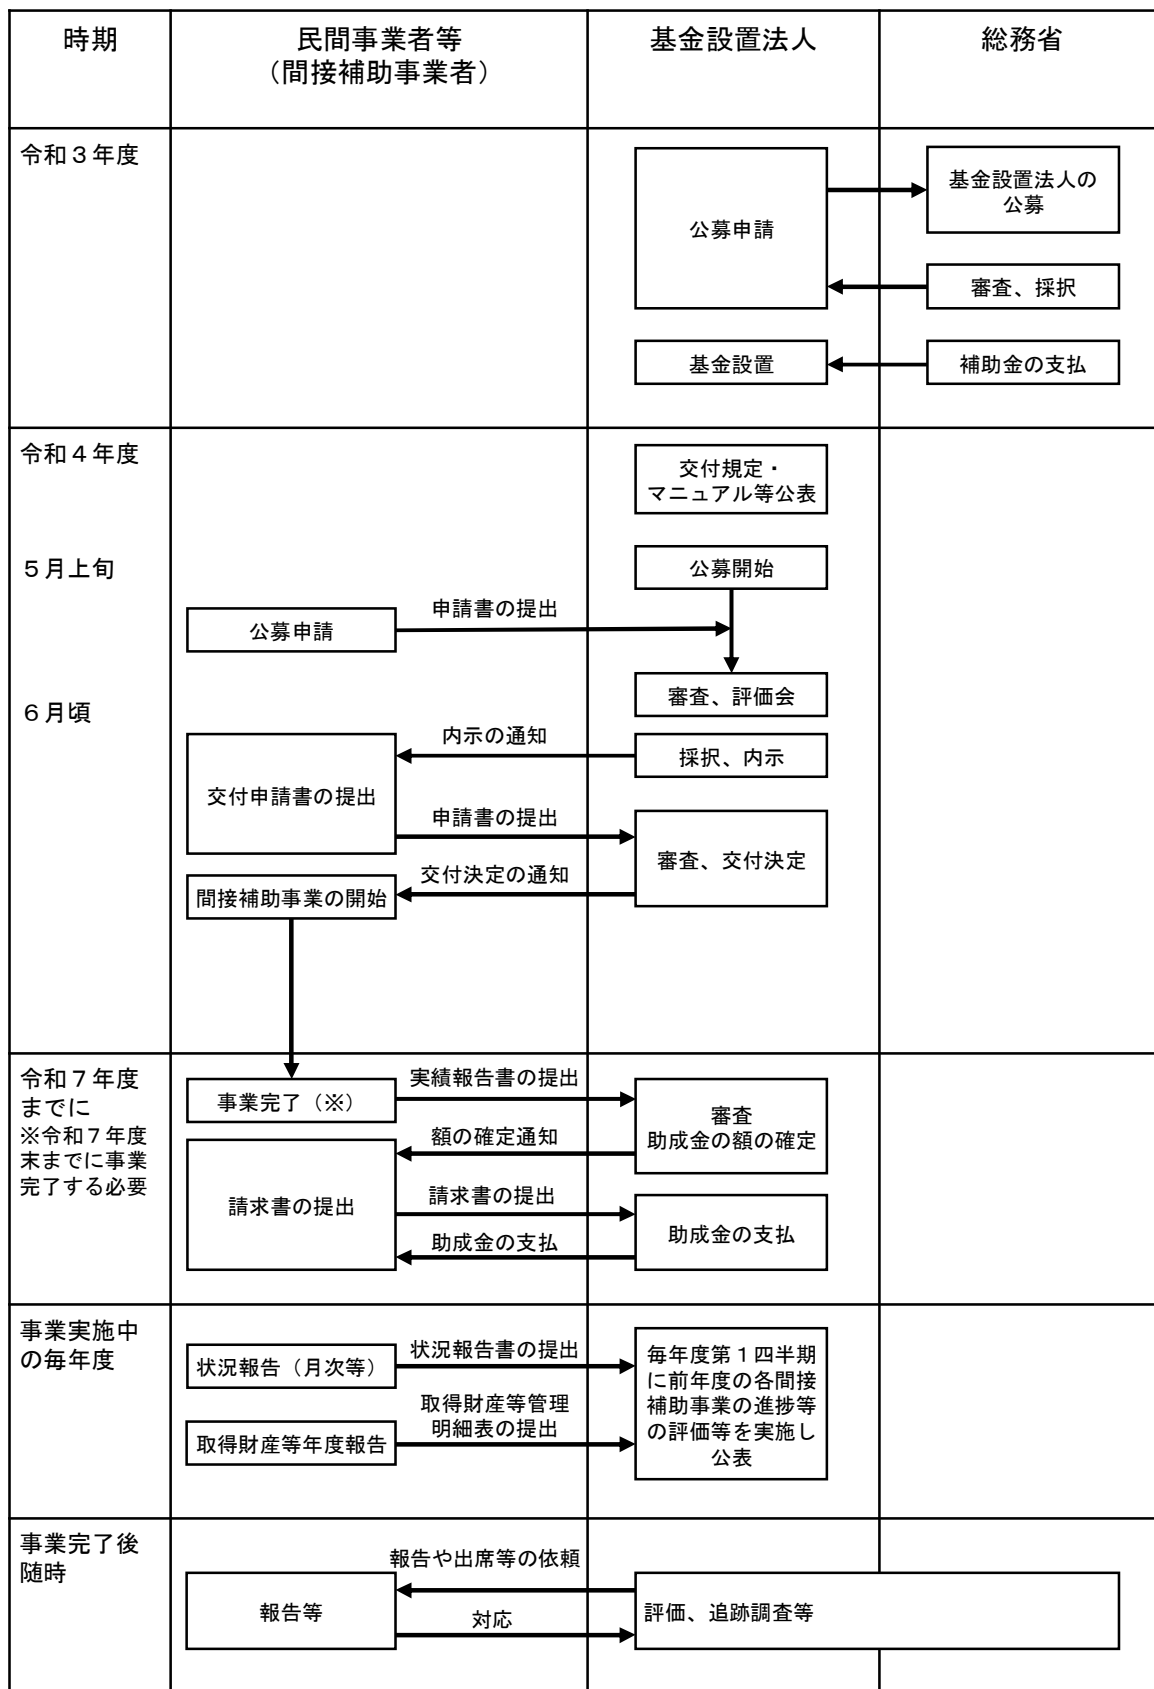 時期
民間事業者等
（間接補助事業者）
基金設置法人
総務省
令和３年度
公募申請
基金設置法人の
公募
審査、採択
基金設置
補助金の支払
令和４年度
交付規定・
マニュアル等公表
５月上旬
公募開始
申請書の提出
公募申請
審査、評価会
６月頃
内示の通知
採択、内示
交付申請書の提出
申請書の提出
審査、交付決定
交付決定の通知
間接補助事業の開始
令和７年度
までに
※令和７年度
末までに事業
完了する必要
事業完了（※）
実績報告書の提出
審査
助成金の額の確定
額の確定通知
請求書の提出
請求書の提出
助成金の支払
助成金の支払
事業実施中
の毎年度
状況報告（月次等）
状況報告書の提出
取得財産等年度報告
取得財産等管理
明細表の提出
毎年度第１四半期
に前年度の各間接
補助事業の進捗等
の評価等を実施し
公表
事業完了後
随時
報告や出席等の依頼
報告等
対応
評価、追跡調査等